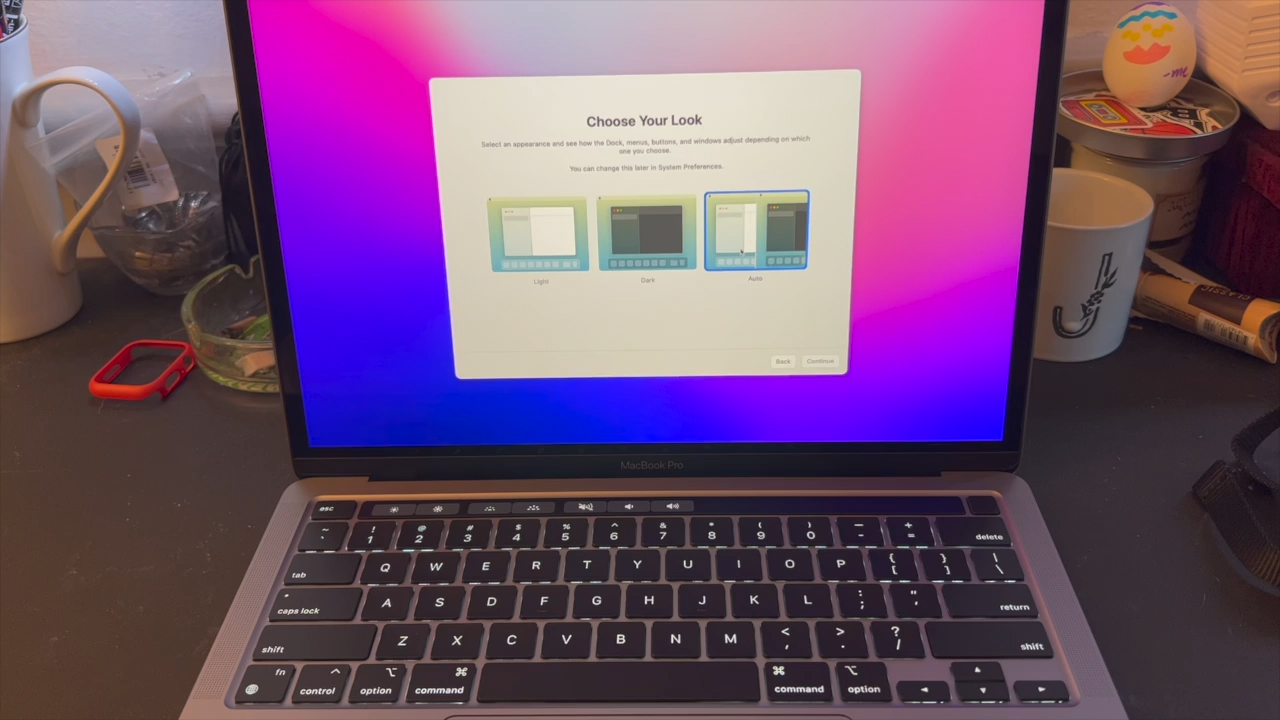 Choose Your Look
Select an appearance and see how the Dock, menus, buttons, and windows adjust depending on which
one you choose.
You can change this later in System Preferences.
Light
Dark
Auto
Back
Continue
-mc
CLASSIC
J
MacBook Pro
esc
~ ! @ # $ % ^ & * ( ) — +
` 1 2 3 4 5 6 7 8 9 0 - = delete
tab Q W E R T Y U I O P { [ } ] | \
caps lock A S D F G H J K L : ; " ' return
shift Z X C V B N M < , > . ? / shift
fn control option command command option